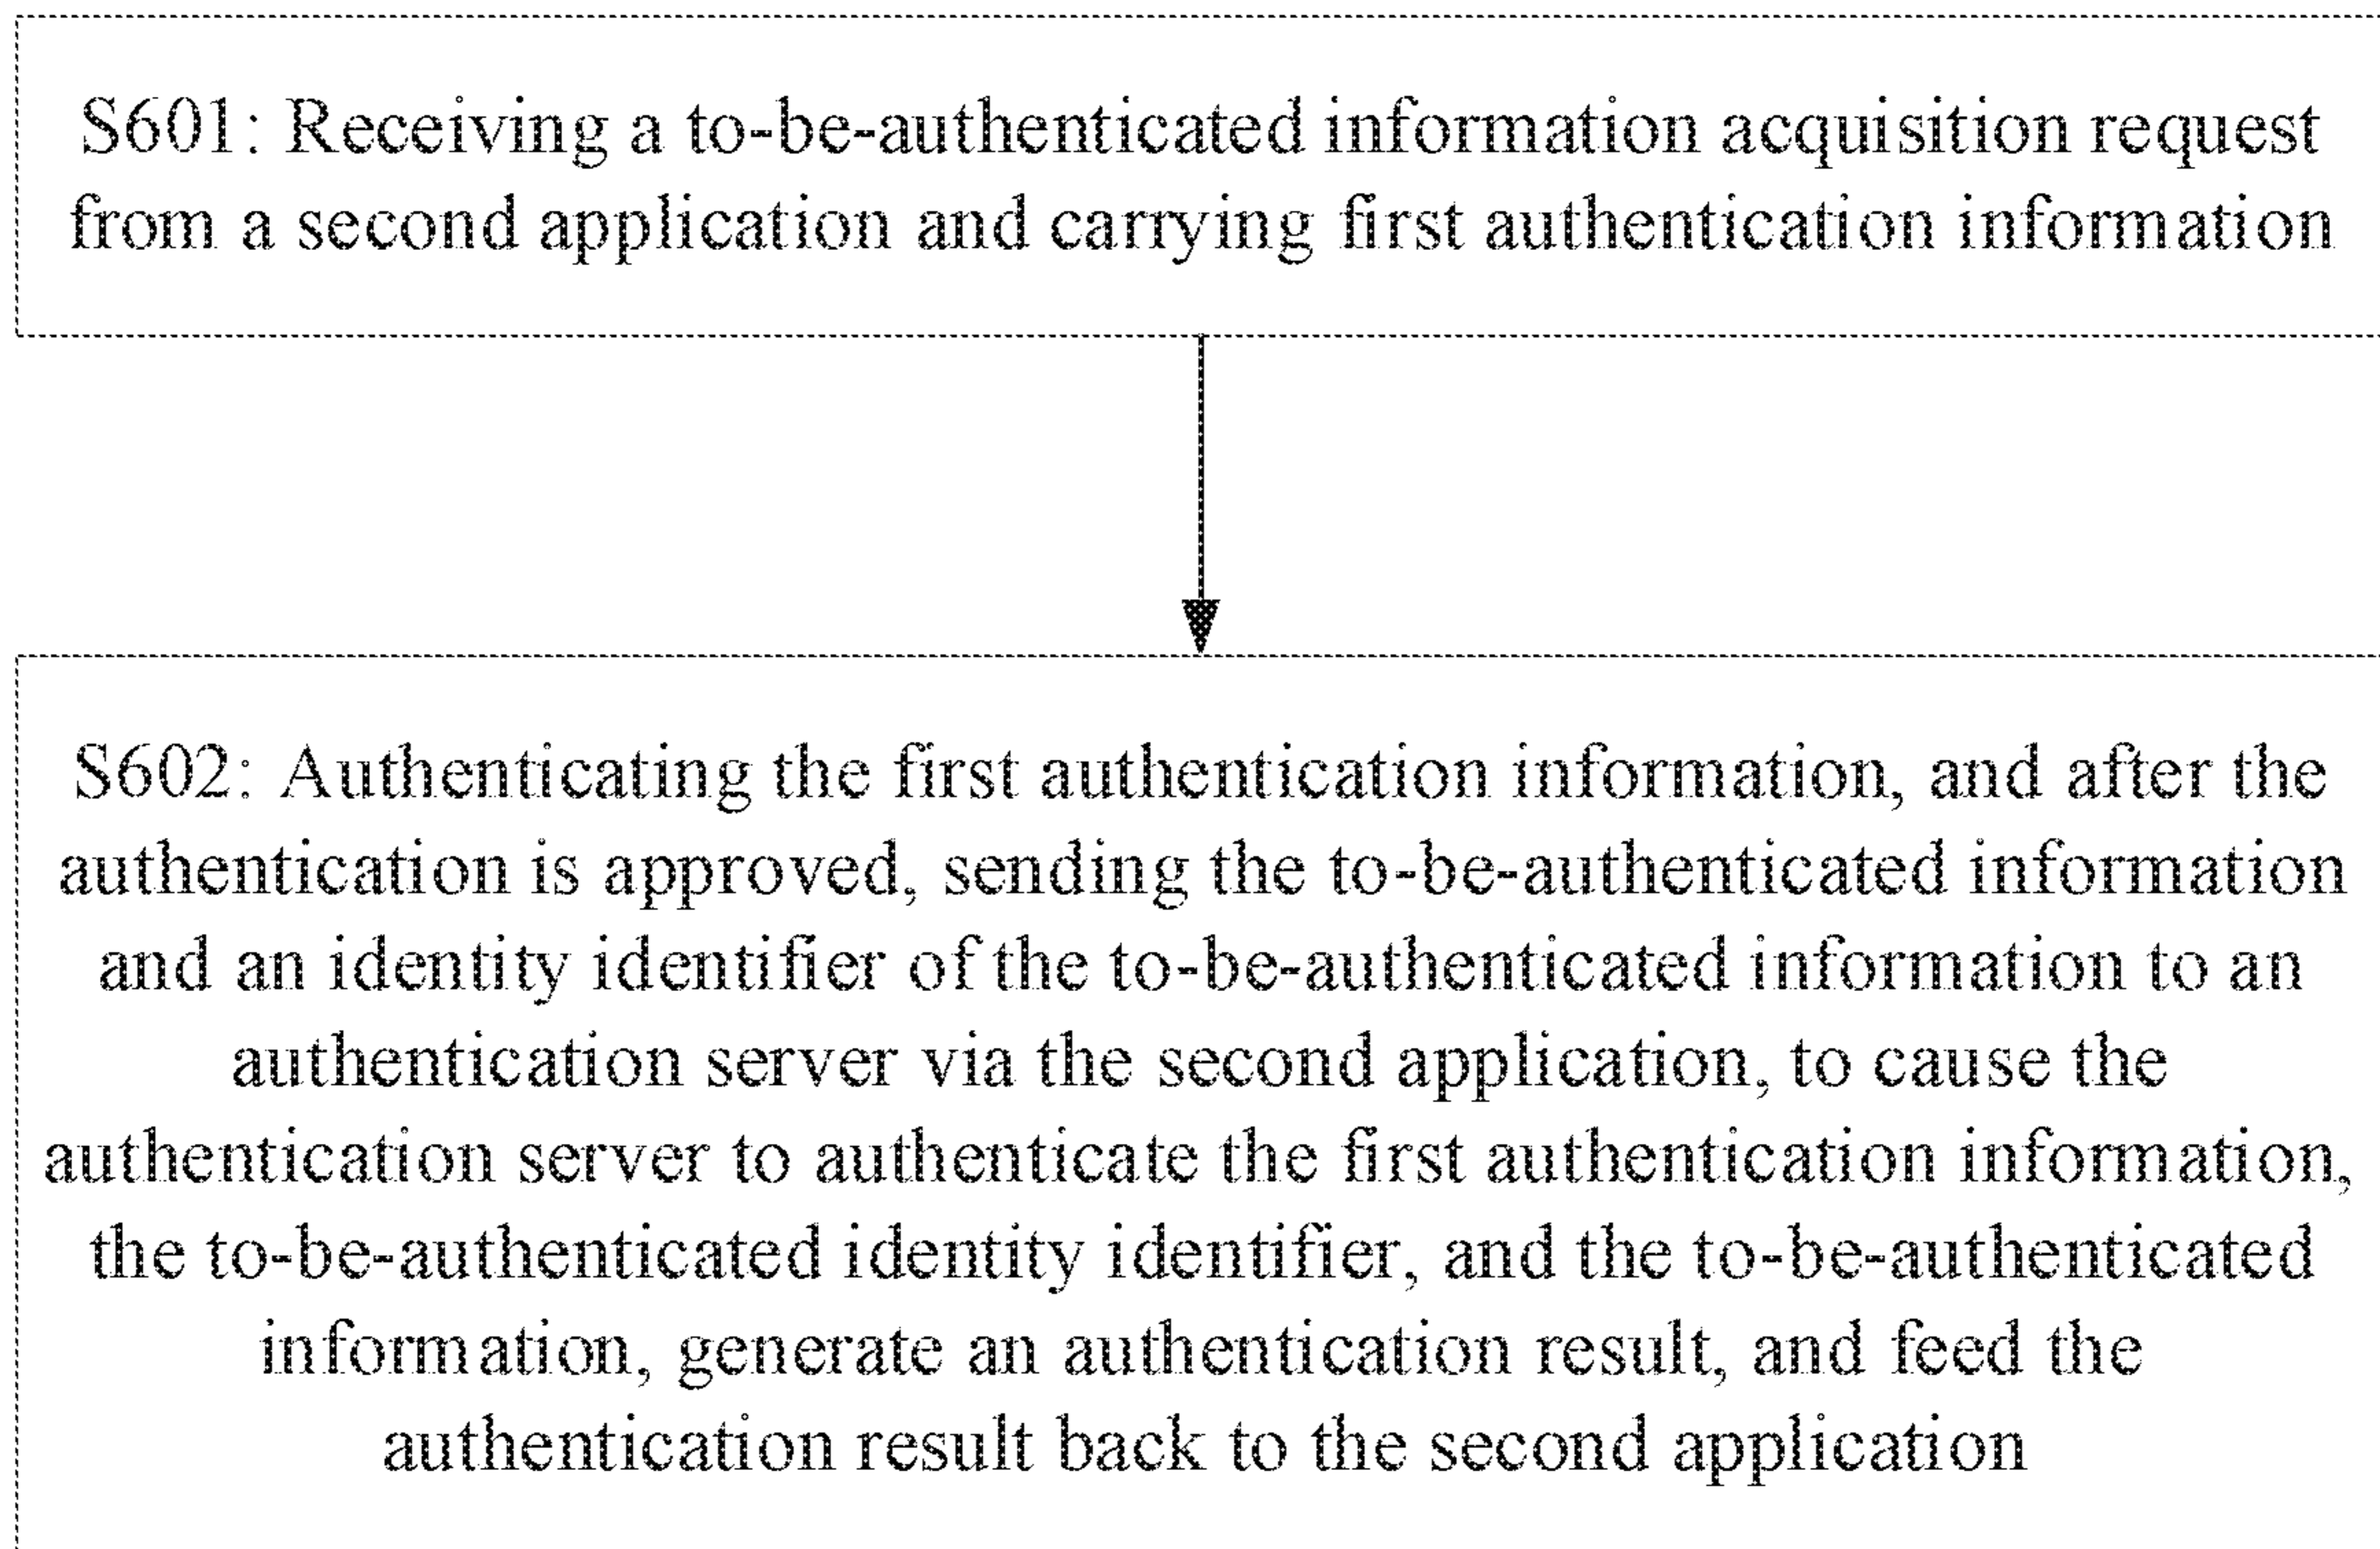 S601: Receiving a to-be-authenticated information acquisition request
from a second application and carrying first authentication information
S602: Authenticating the first authentication information, and after the
authentication is approved, sending the to-be-authenticated information
and an identity identifier of the to-be-authenticated information to an
authentication server via the second application, to cause the
authentication server to authenticate the first authentication information,
the to-be-authenticated identity identifier, and the to-be-authenticated
information, generate an authentication result, and feed the
authentication result back to the second application